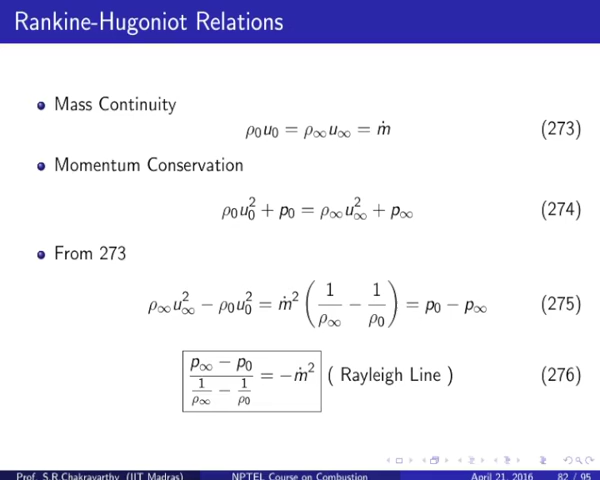 Rankine-Hugoniot Relations
Mass Continuity
ρ₀u₀ = ρ∞u∞ = ṁ (273)
Momentum Conservation
ρ₀u₀² + p₀ = ρ∞u∞² + p∞ (274)
From 273
ρ∞u∞² − ρ₀u₀² = ṁ² (1/ρ∞ − 1/ρ₀) = p₀ − p∞ (275)
(p∞ − p₀)/(1/ρ∞ − 1/ρ₀) = −ṁ² ( Rayleigh Line ) (276)
Prof. S.R.Chakravarthy (IIT Madras) NPTEL Course on Combustion April 21, 2016 82 / 95